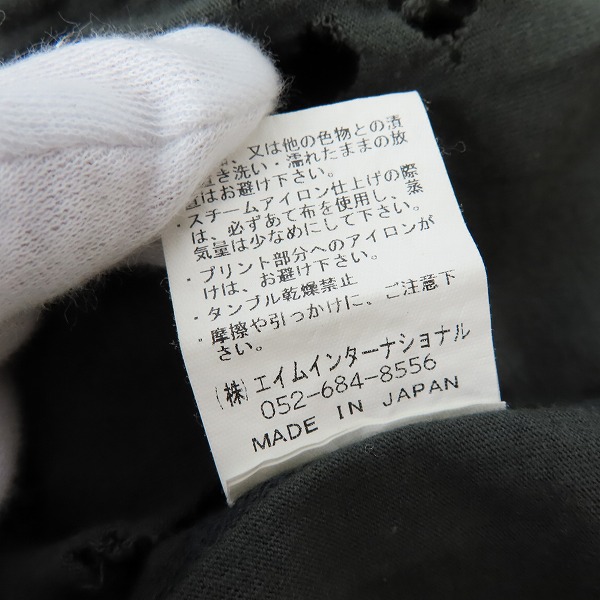 、又は他の色物との漬
き洗い・濡れたままの放
置はお避け下さい。
・スチームアイロン仕上げの際
は、必ずあて布を使用し、蒸
気量は少なめにして下さい。
・プリント部分へのアイロンが
けは、お避け下さい。
・タンブル乾燥禁止
・摩擦や引っかけに、ご注意下
さい。
(株)エイムインターナショナル
052-684-8556
MADE IN JAPAN